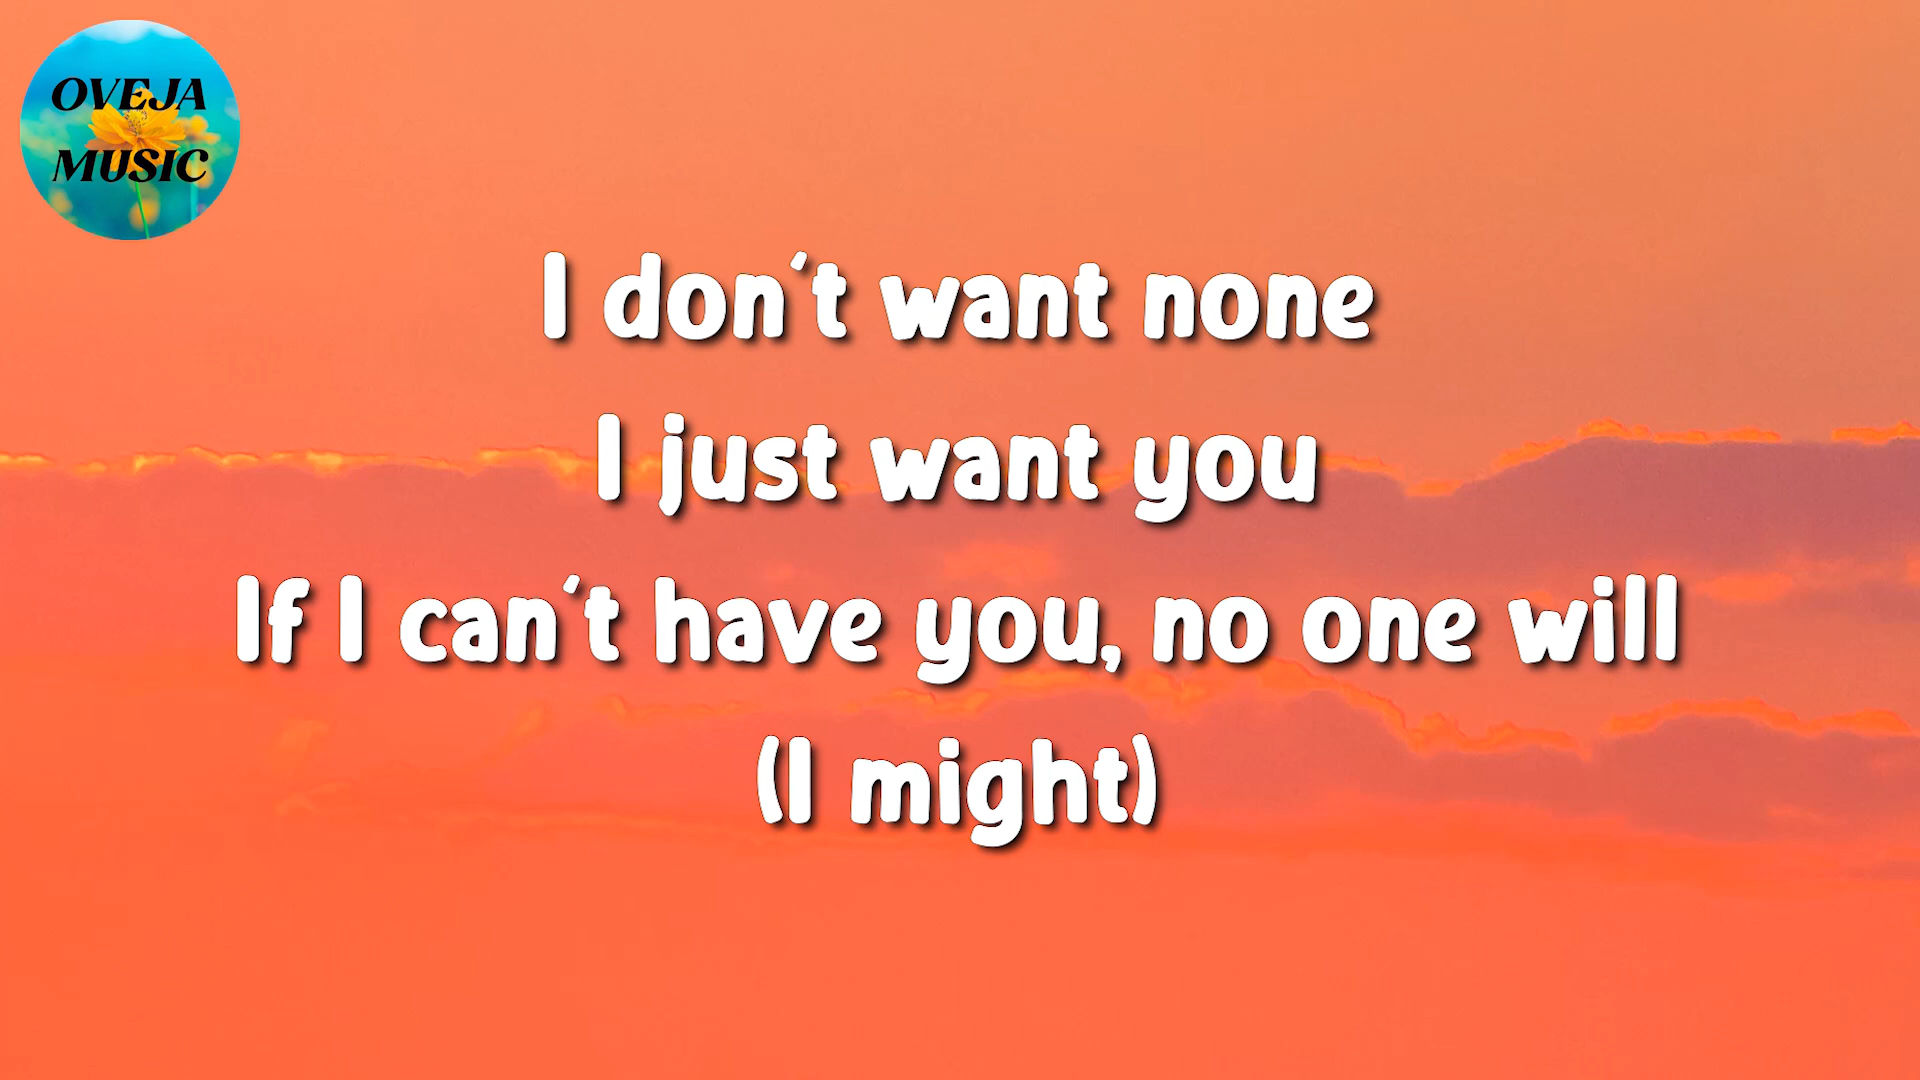 OVEJA
MUSIC
I don't want none
I just want you
If I can't have you, no one will
(I might)